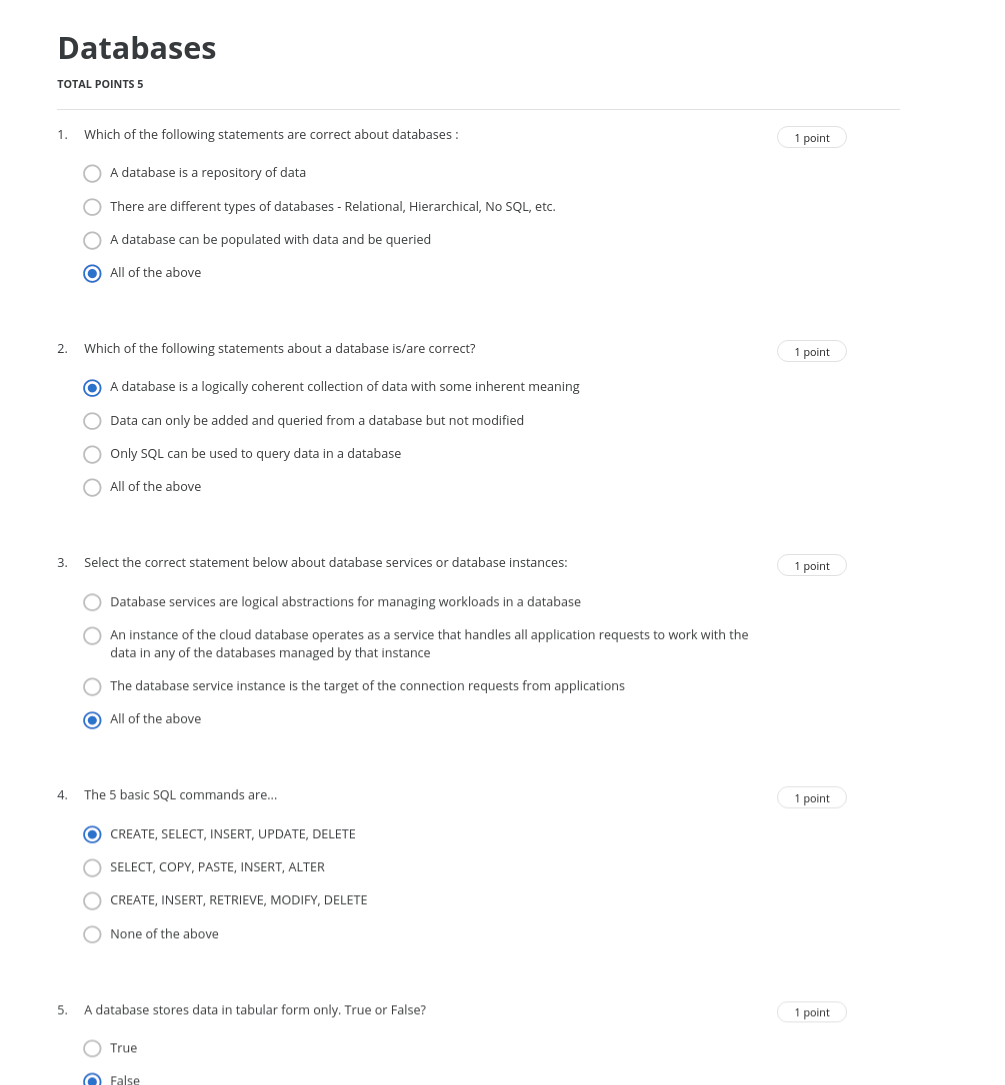 Databases
TOTAL POINTS 5
1. Which of the following statements are correct about databases :
1 point
A database is a repository of data
There are different types of databases - Relational, Hierarchical, No SQL, etc.
A database can be populated with data and be queried
All of the above
2. Which of the following statements about a database is/are correct?
1 point
A database is a logically coherent collection of data with some inherent meaning
Data can only be added and queried from a database but not modified
Only SQL can be used to query data in a database
All of the above
3. Select the correct statement below about database services or database instances:
1 point
Database services are logical abstractions for managing workloads in a database
An instance of the cloud database operates as a service that handles all application requests to work with the
data in any of the databases managed by that instance
The database service instance is the target of the connection requests from applications
All of the above
4. The 5 basic SQL commands are...
1 point
CREATE, SELECT, INSERT, UPDATE, DELETE
SELECT, COPY, PASTE, INSERT, ALTER
CREATE, INSERT, RETRIEVE, MODIFY, DELETE
None of the above
5. A database stores data in tabular form only. True or False?
1 point
True
False